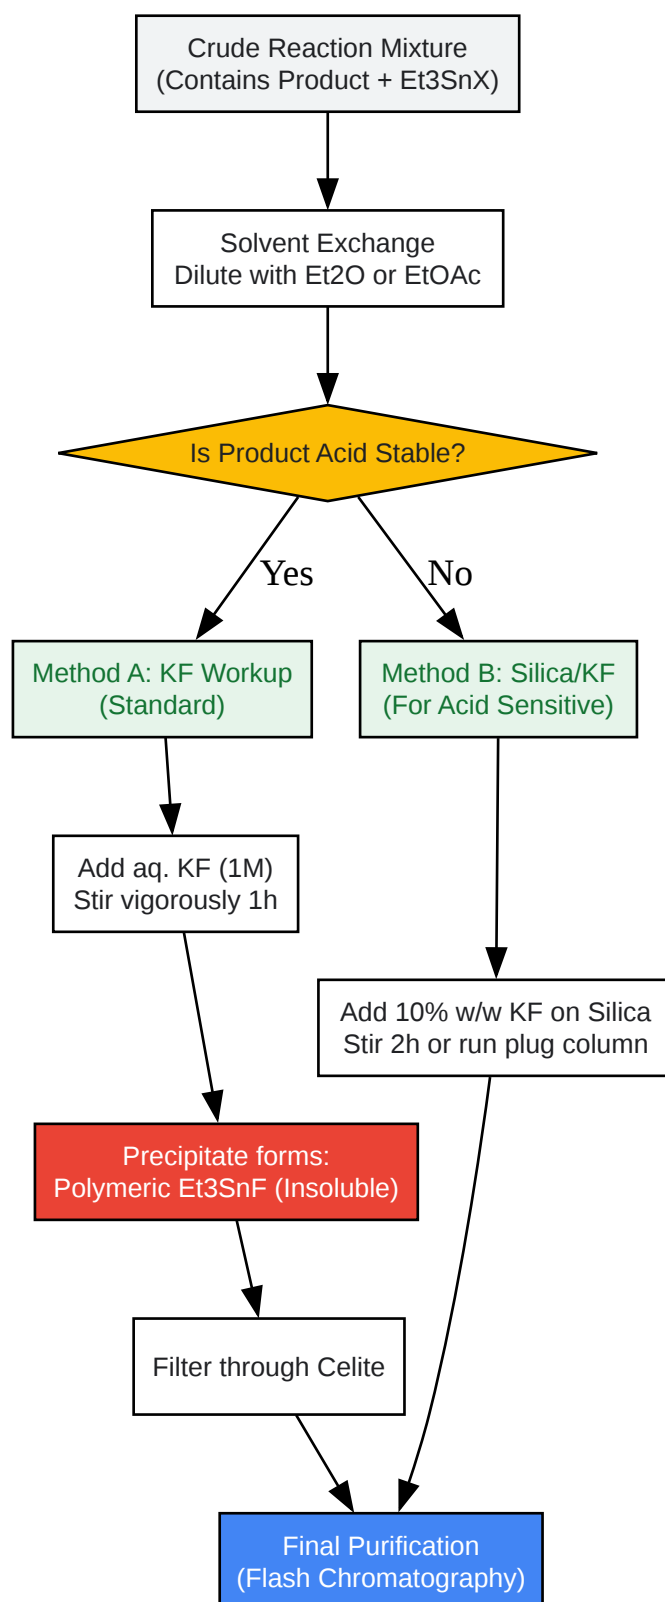 Crude Reaction Mixture
(Contains Product + Et3SnX)
Solvent Exchange
Dilute with Et2O or EtOAc
Is Product Acid Stable?
Yes
No
Method A: KF Workup
(Standard)
Method B: Silica/KF
(For Acid Sensitive)
Add aq. KF (1M)
Stir vigorously 1h
Add 10% w/w KF on Silica
Stir 2h or run plug column
Precipitate forms:
Polymeric Et3SnF (Insoluble)
Filter through Celite
Final Purification
(Flash Chromatography)